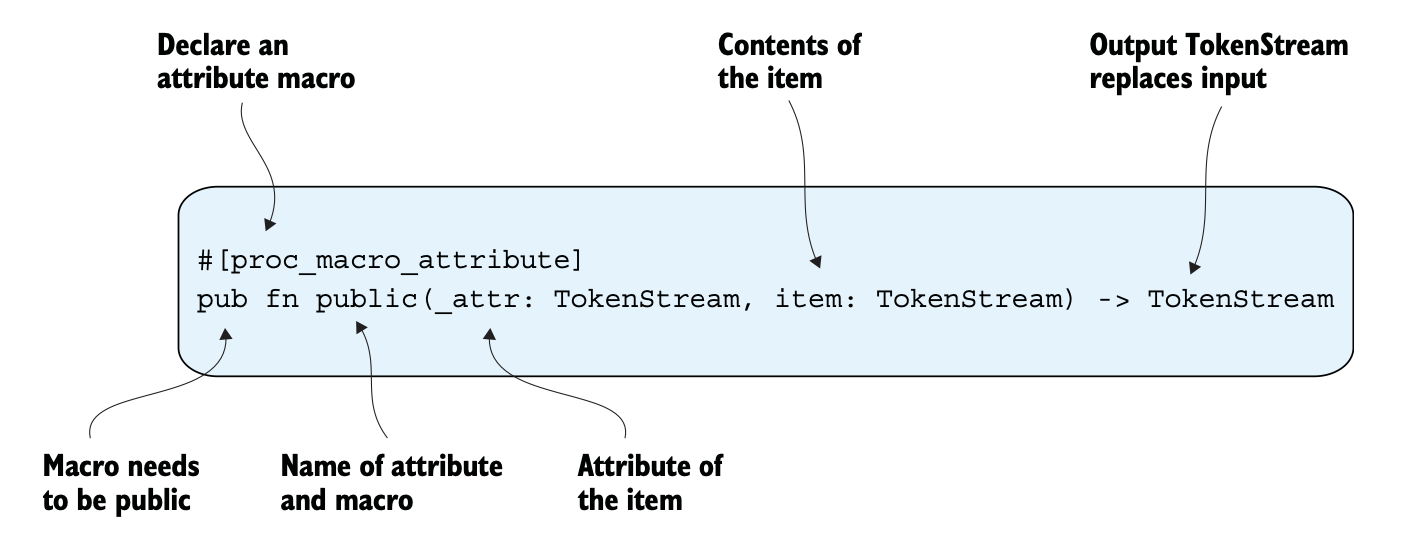 Declare an
attribute macro
Contents of
the item
Output TokenStream
replaces input
#[proc_macro_attribute]
pub fn public(_attr: TokenStream, item: TokenStream) -> TokenStream
Macro needs
to be public
Name of attribute
and macro
Attribute of
the item